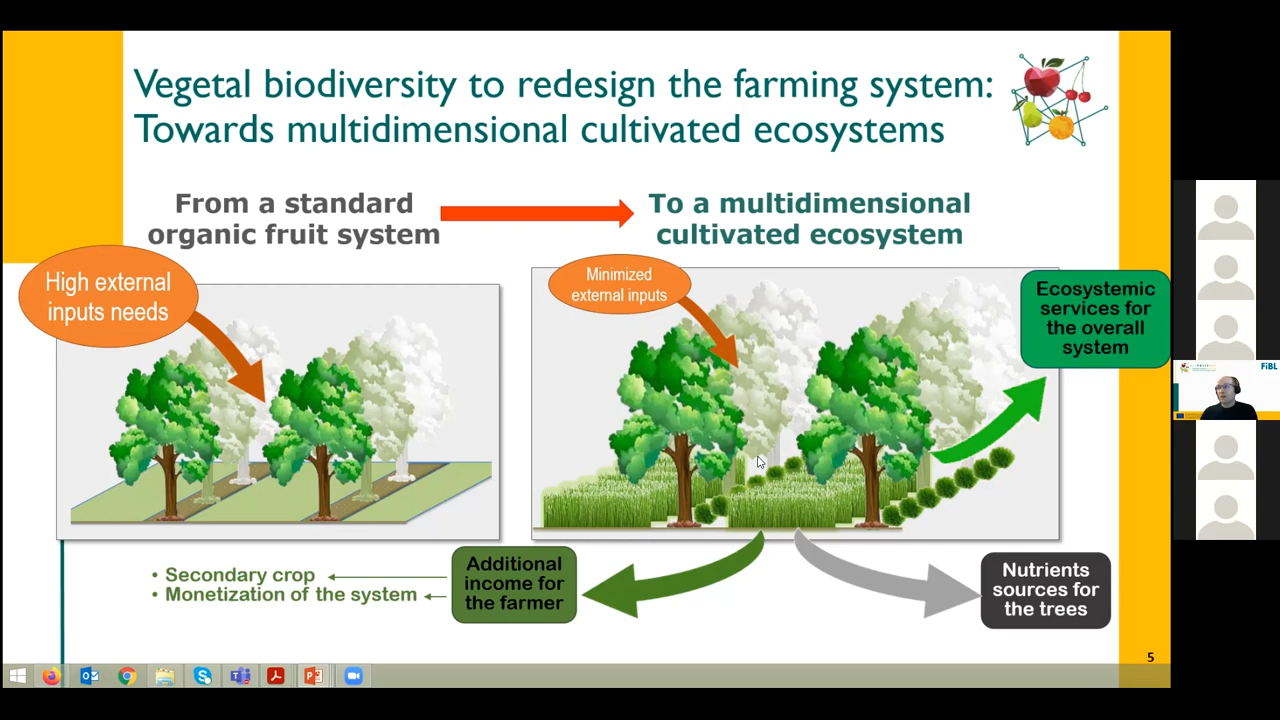 Vegetal biodiversity to redesign the farming system:
Towards multidimensional cultivated ecosystems
From a standard
organic fruit system
To a multidimensional
cultivated ecosystem
High external
inputs needs
Minimized
external inputs
Ecosystemic
services for
the overall
system
• Secondary crop
• Monetization of the system
Additional
income for
the farmer
Nutrients
sources for
the trees
5
FiBL